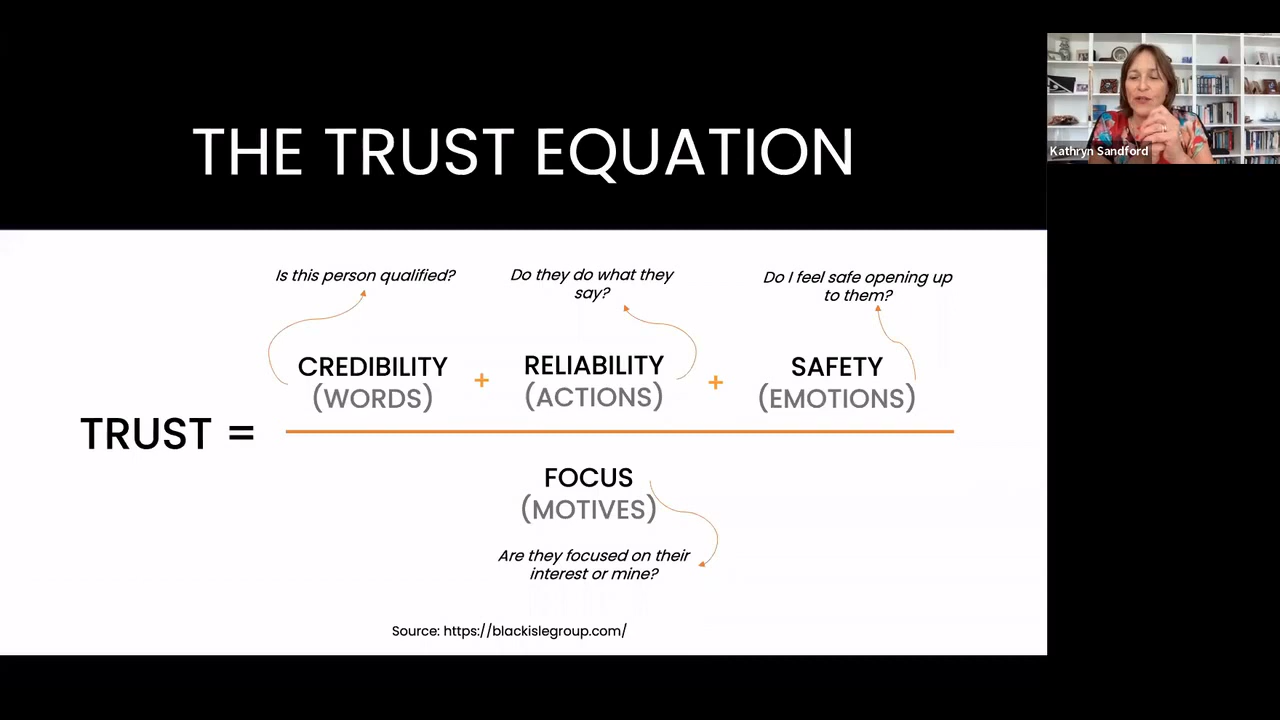 THE TRUST EQUATION
Kathryn Sandford
Is this person qualified?
Do they do what they
say?
Do I feel safe opening up
to them?
CREDIBILITY
(WORDS)
+
RELIABILITY
(ACTIONS)
+
SAFETY
(EMOTIONS)
TRUST =
FOCUS
(MOTIVES)
Are they focused on their
interest or mine?
Source: https://blackislegroup.com/